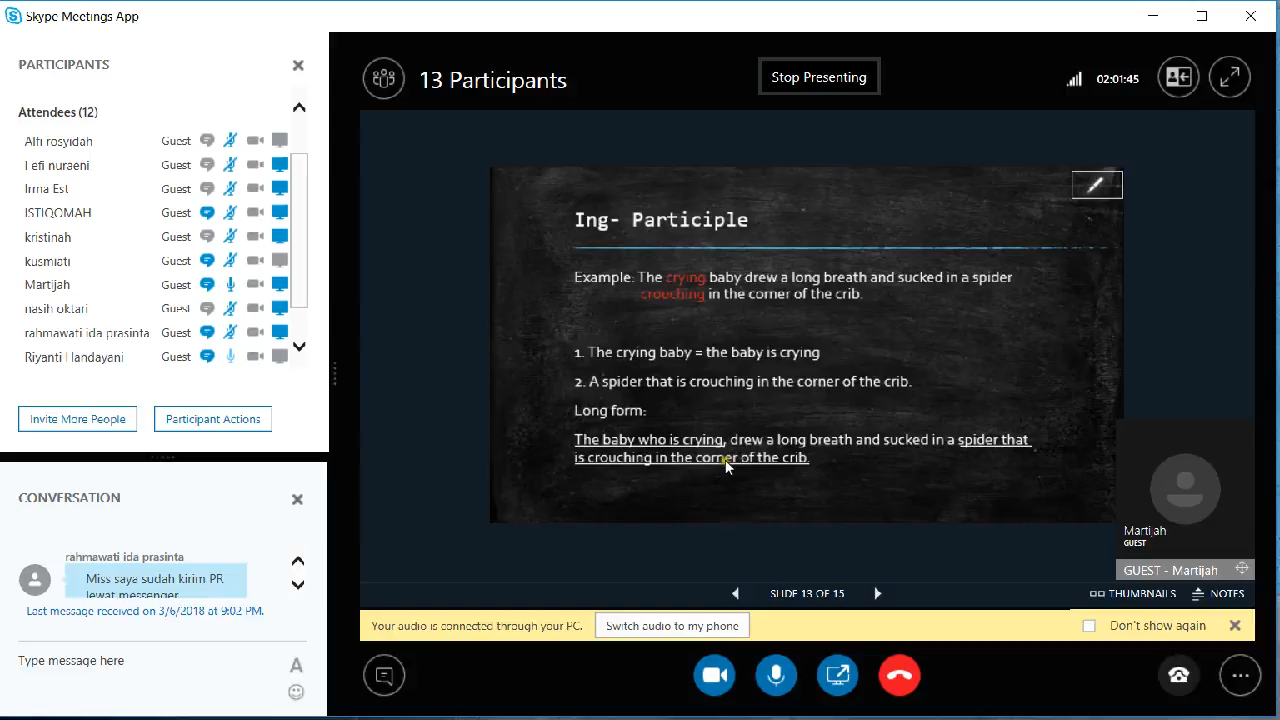 Skype Meetings App
PARTICIPANTS
Attendees (12)
Alfi rosyidah Guest
Fefi nuraeni Guest
Irma Est Guest
ISTIQOMAH Guest
kristinah Guest
kusmiati Guest
Martijah Guest
nasih oktari Guest
rahmawati ida prasinta Guest
Riyanti Handayani Guest
Invite More People
Participant Actions
CONVERSATION
rahmawati ida prasinta
Miss saya sudah kirim PR
lewat messenger
Last message received on 3/6/2018 at 9:02 PM.
Type message here
13 Participants
Stop Presenting
02:01:45
Ing- Participle
Example: The crying baby drew a long breath and sucked in a spider
crouching in the corner of the crib.
1. The crying baby = the baby is crying
2. A spider that is crouching in the corner of the crib.
Long form:
The baby who is crying, drew a long breath and sucked in a spider that
is crouching in the corner of the crib.
Martijah
GUEST
GUEST - Martijah
SLIDE 13 OF 15
THUMBNAILS
NOTES
Your audio is connected through your PC.
Switch audio to my phone
Don't show again